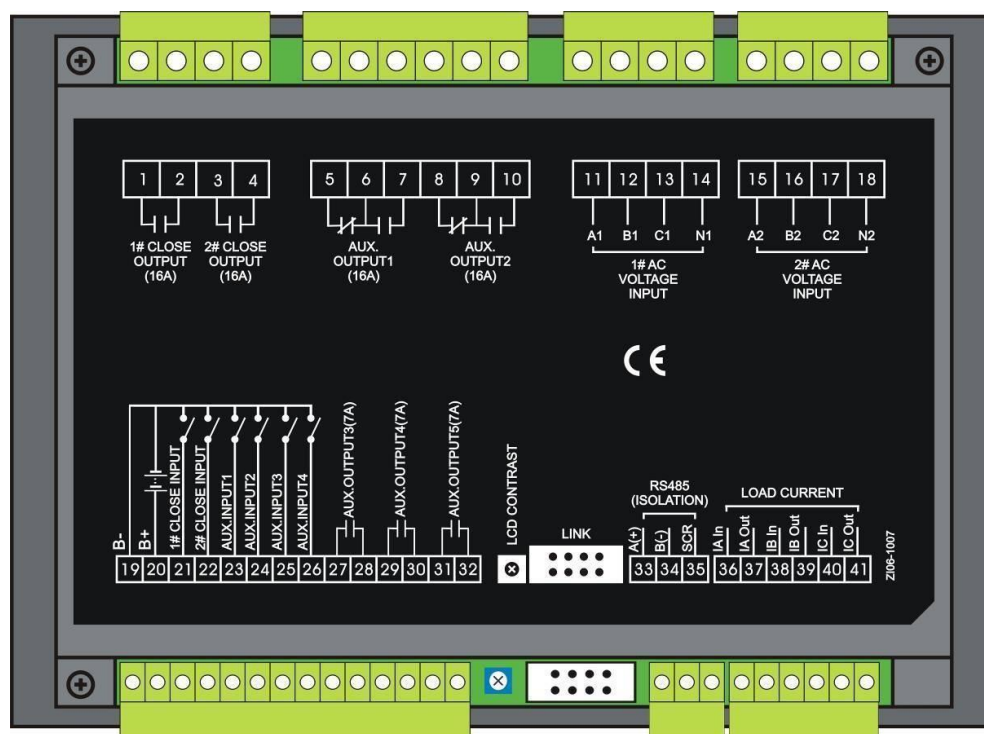 1 2 3 4
5 6 7 8 9 10
11 12 13 14
15 16 17 18
1# CLOSE
OUTPUT
(16A)
2# CLOSE
OUTPUT
(16A)
AUX.
OUTPUT1
(16A)
AUX.
OUTPUT2
(16A)
A1 B1 C1 N1
1# AC
VOLTAGE
INPUT
A2 B2 C2 N2
2# AC
VOLTAGE
INPUT
CE
B-
B+
1# CLOSE INPUT
2# CLOSE INPUT
AUX.INPUT1
AUX.INPUT2
AUX.INPUT3
AUX.INPUT4
AUX.OUTPUT3(7A)
AUX.OUTPUT4(7A)
AUX.OUTPUT5(7A)
LCD CONTRAST
LINK
RS485
(ISOLATION)
A(+)
B(-)
SCR
LOAD CURRENT
IA In
IA Out
IB In
IB Out
IC In
IC Out
19 20 21 22 23 24 25 26 27 28 29 30 31 32
33 34 35
36 37 38 39 40 41
ZI06-1007